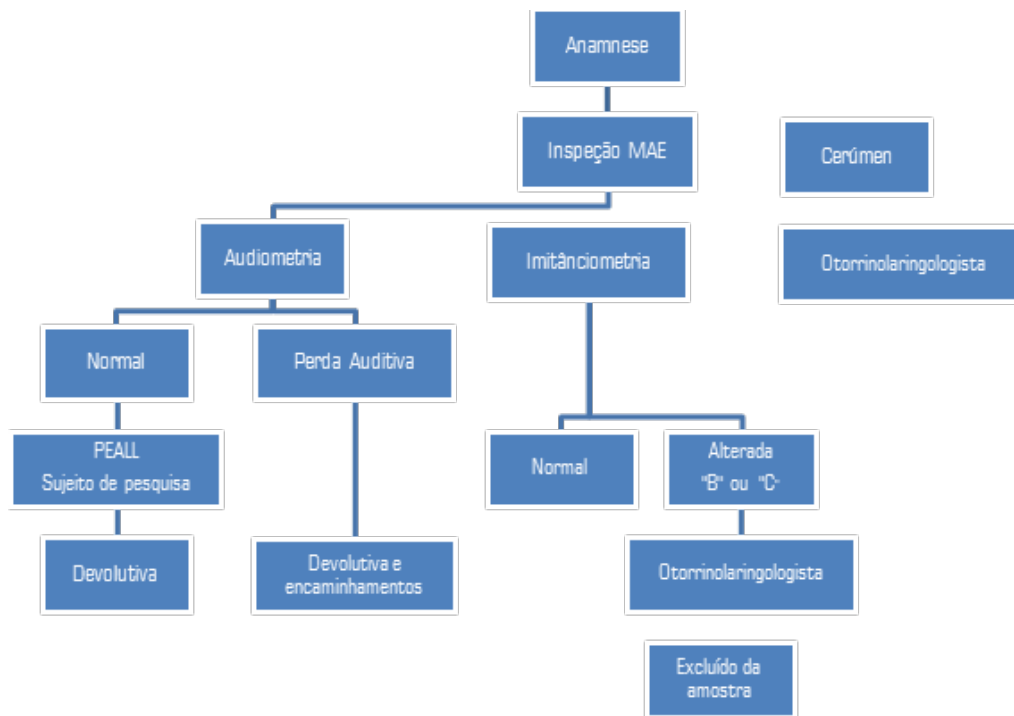 Anamnese
Inspeção MAE
Cerúmen
Audiometria
Imitânciometria
Otorrinolaringologista
Normal
Perda Auditiva
PEALL
Sujeito de pesquisa
Normal
Alterada
"B" ou "C-
Devolutiva
Devolutiva e
encaminhamentos
Otorrinolaringologista
Excluído da
amostra